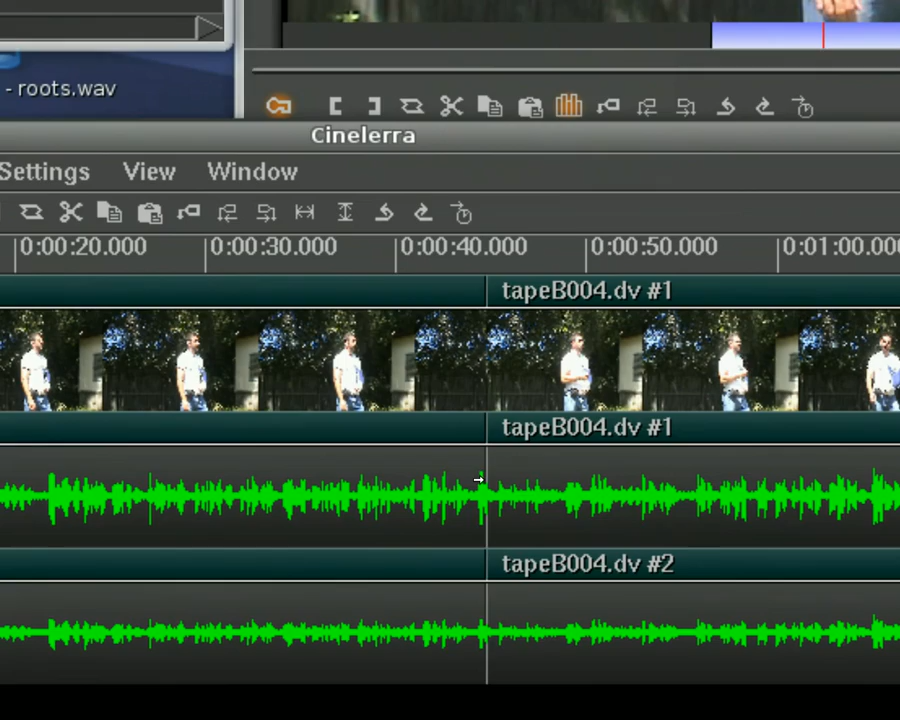 - roots.wav
Cinelerra
Settings View Window
0:00:20.000 0:00:30.000 0:00:40.000 0:00:50.000 0:01:00.00
tapeB004.dv #1
tapeB004.dv #1
tapeB004.dv #2